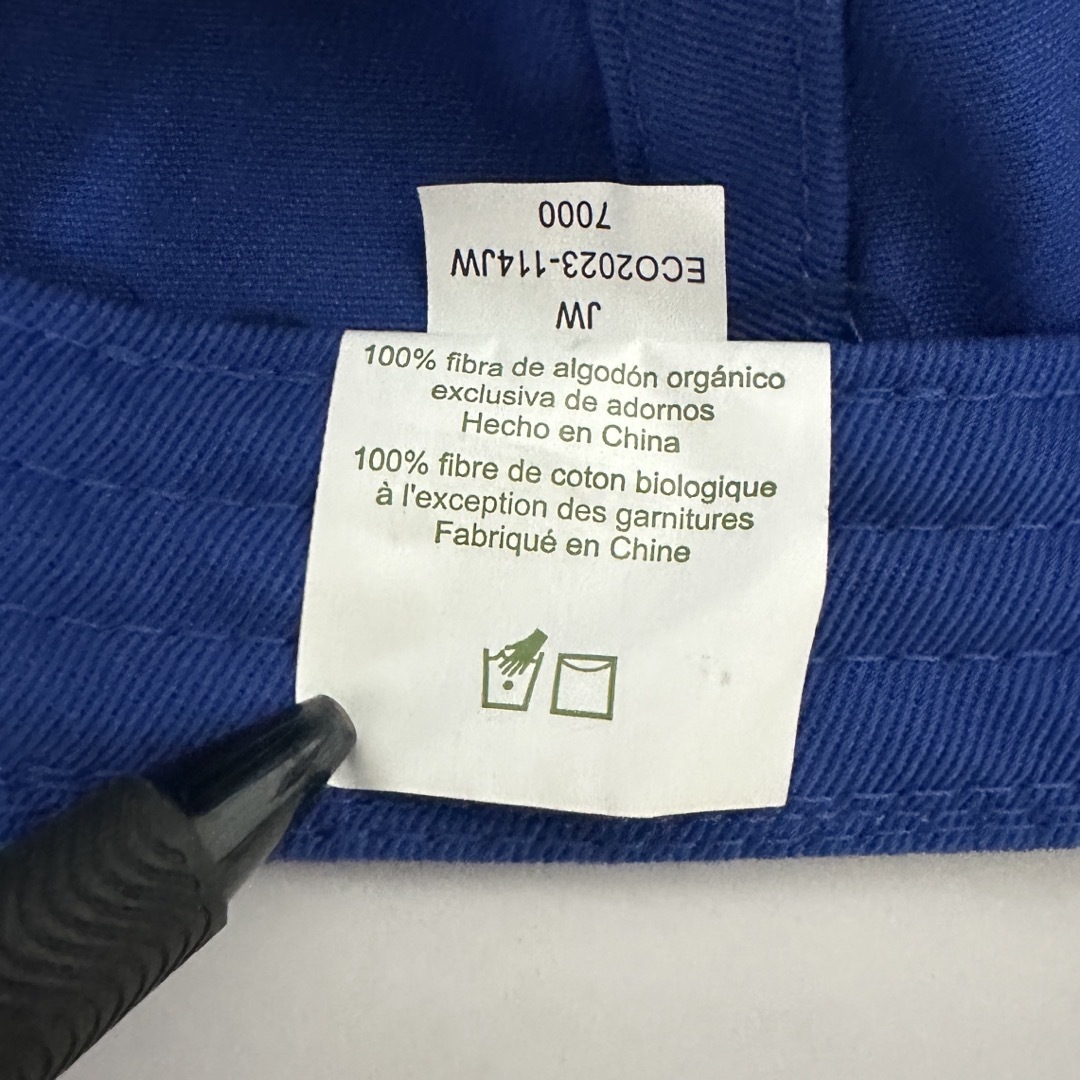 7000
ECO2023-114JW
JW
100% fibra de algodón orgánico
exclusiva de adornos
Hecho en China
100% fibre de coton biologique
à l'exception des garnitures
Fabriqué en Chine